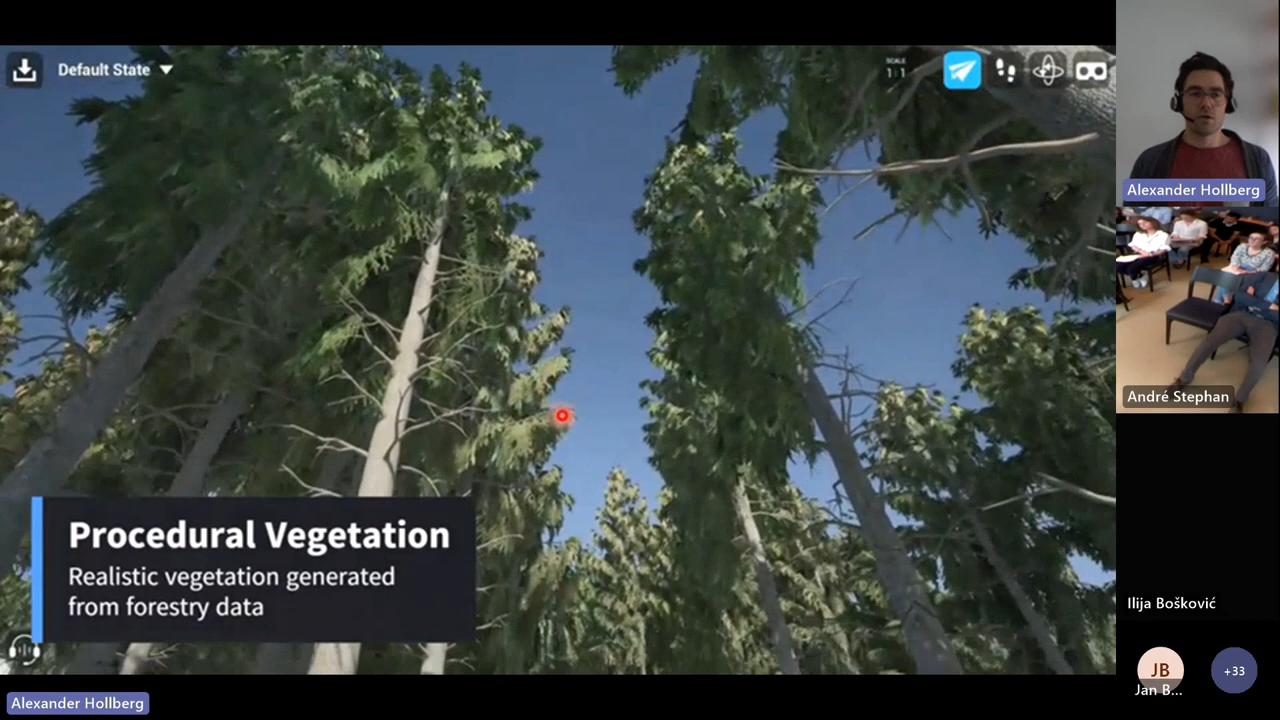 Default State
SCALE
1:1
Procedural Vegetation
Realistic vegetation generated
from forestry data
Alexander Hollberg
Alexander Hollberg
André Stephan
Ilija Bošković
JB
Jan B...
+33